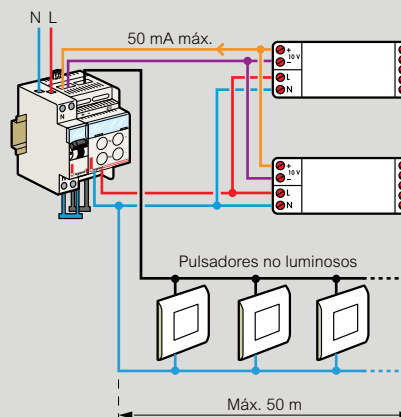 N L
50 mA máx.
+
10 V
−
L
N
+
10 V
−
L
N
N
N
Pulsadores no luminosos
Máx. 50 m